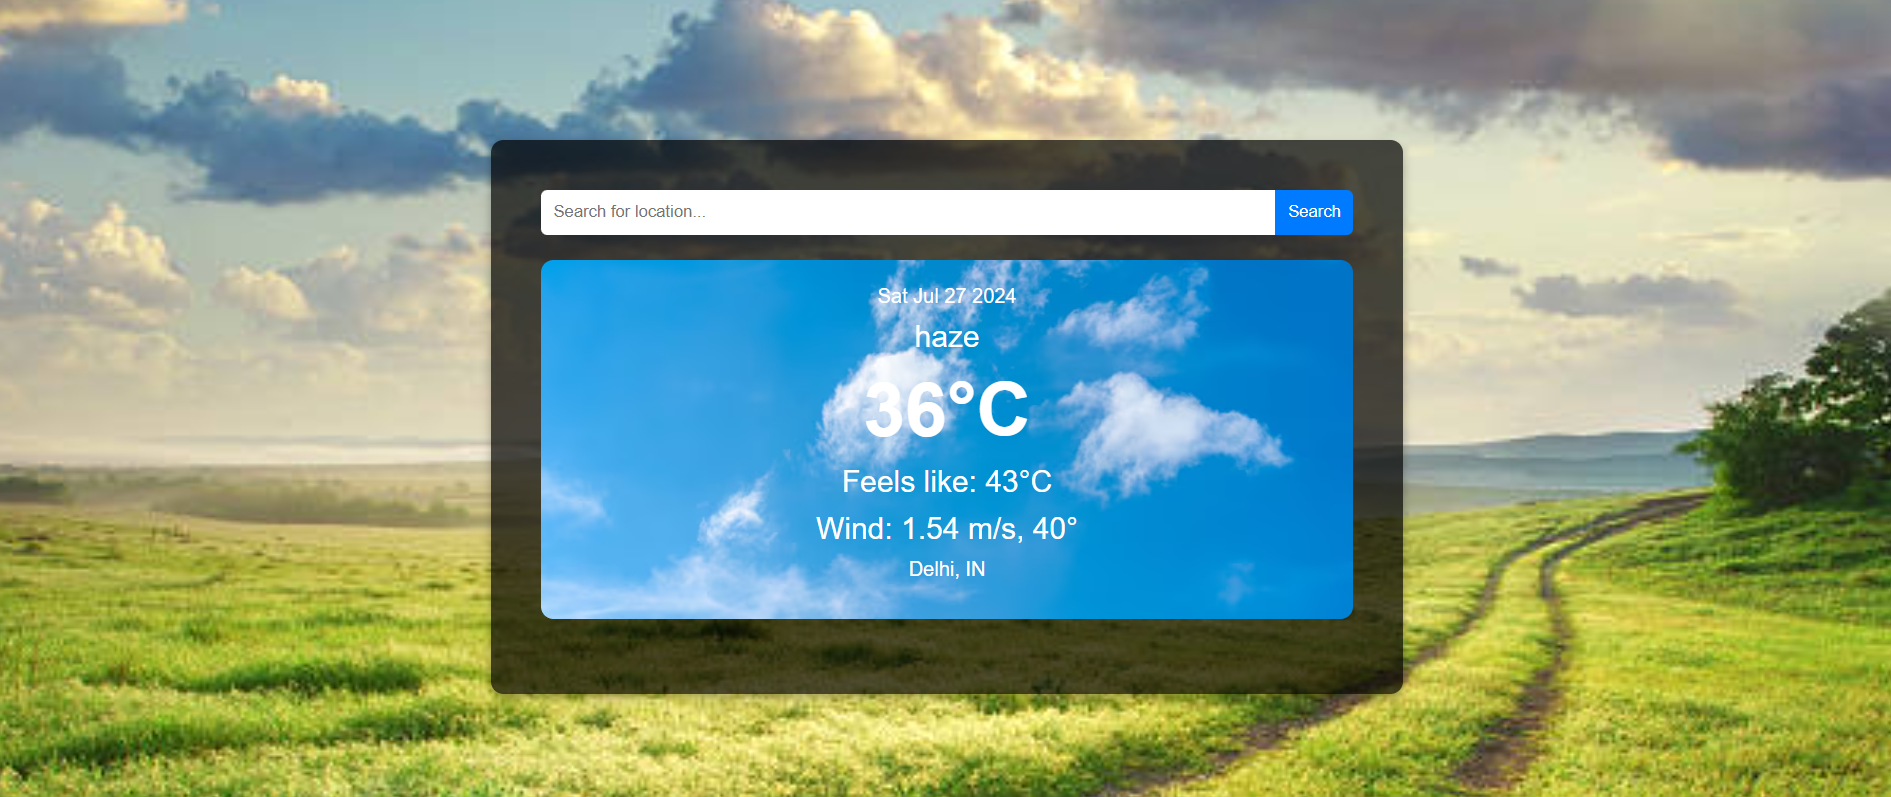 Search for location...
Search
Sat Jul 27 2024
haze
36°C
Feels like: 43°C
Wind: 1.54 m/s, 40°
Delhi, IN